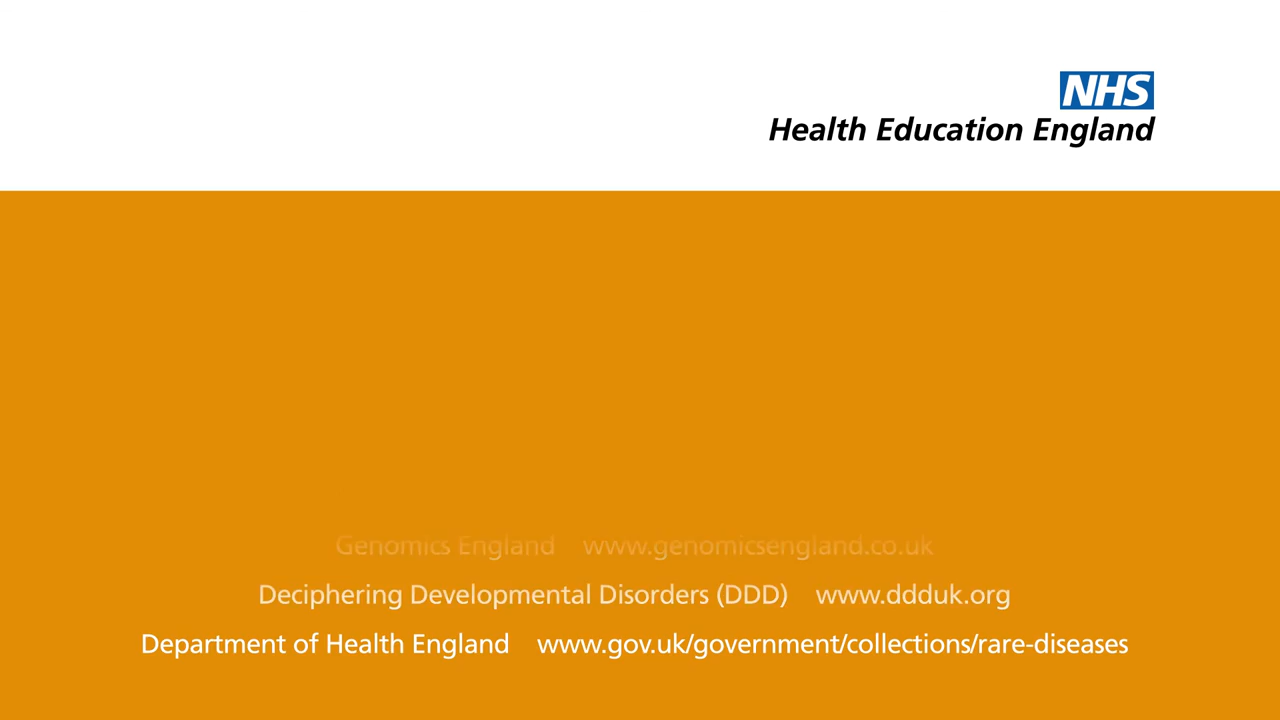 NHS
Health Education England
Genomics England www.genomicsengland.co.uk
Deciphering Developmental Disorders (DDD) www.ddduk.org
Department of Health England www.gov.uk/government/collections/rare-diseases